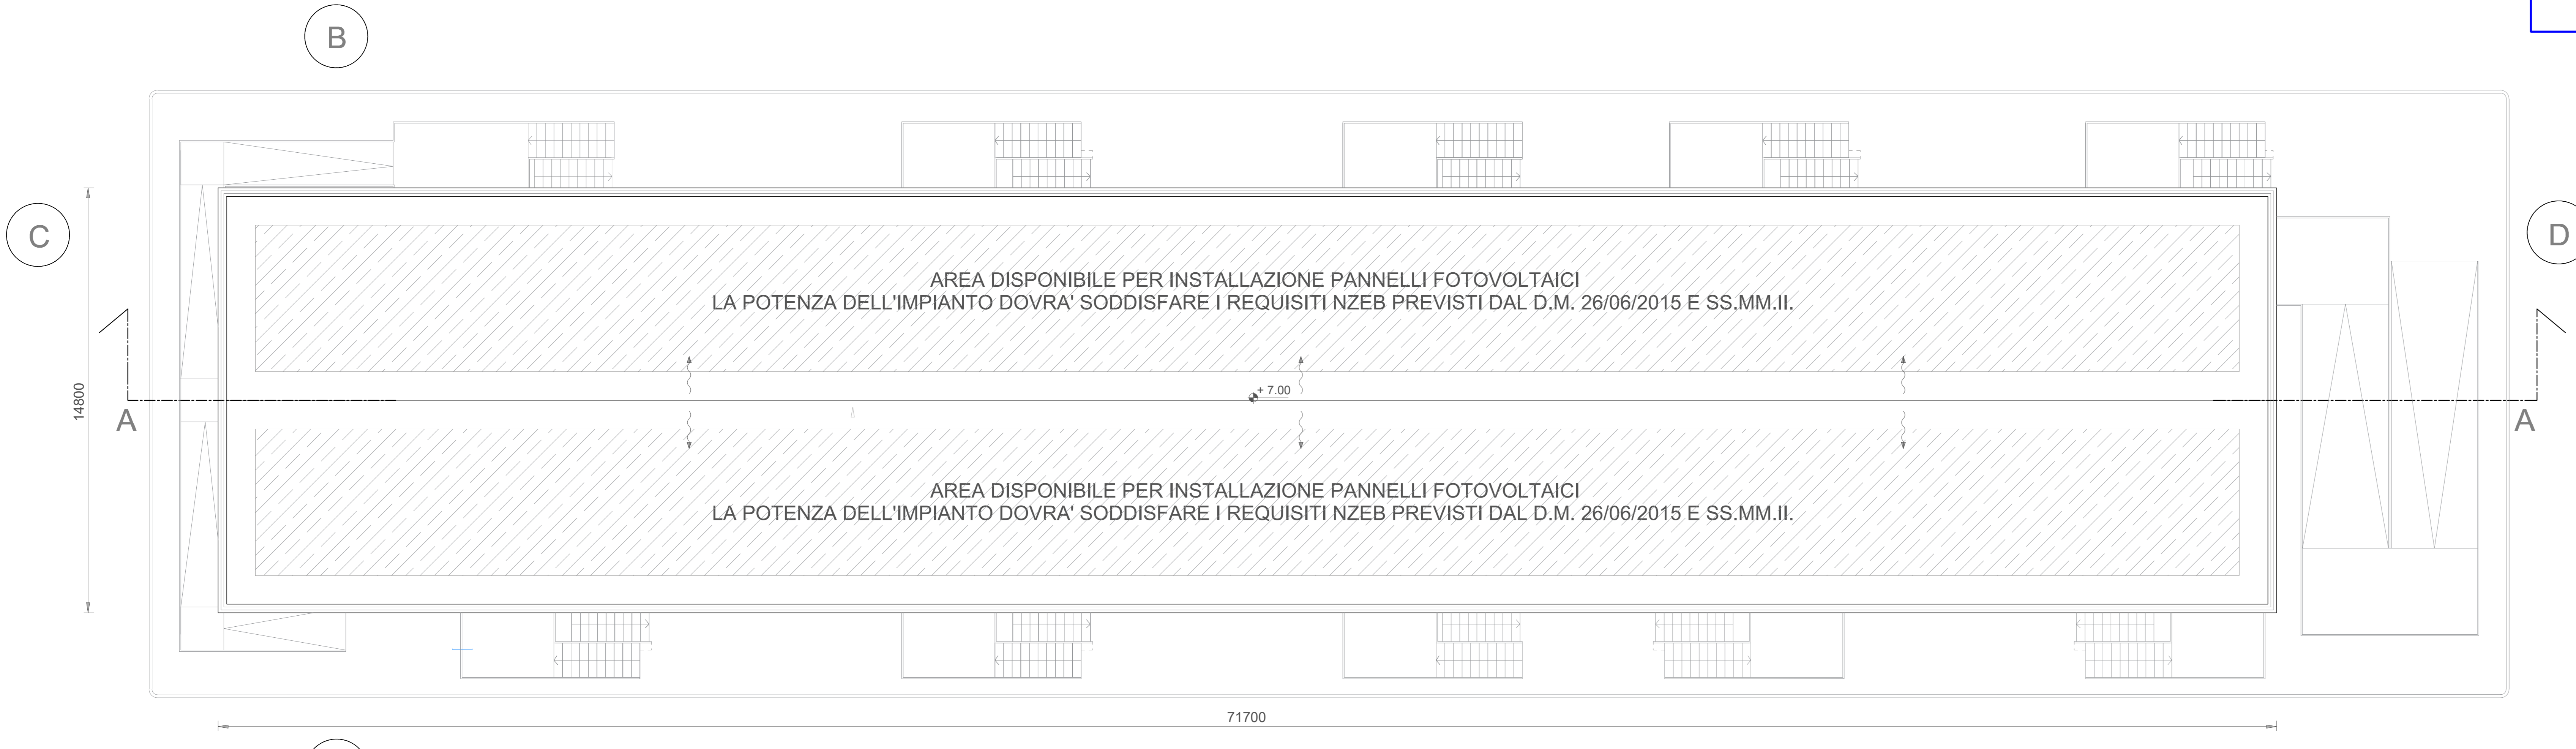 B
C
D
AREA DISPONIBILE PER INSTALLAZIONE PANNELLI FOTOVOLTAICI
LA POTENZA DELL'IMPIANTO DOVRA' SODDISFARE I REQUISITI NZEB PREVISTI DAL D.M. 26/06/2015 E SS.MM.II.
+ 7.00
14800
A
A
AREA DISPONIBILE PER INSTALLAZIONE PANNELLI FOTOVOLTAICI
LA POTENZA DELL'IMPIANTO DOVRA' SODDISFARE I REQUISITI NZEB PREVISTI DAL D.M. 26/06/2015 E SS.MM.II.
71700